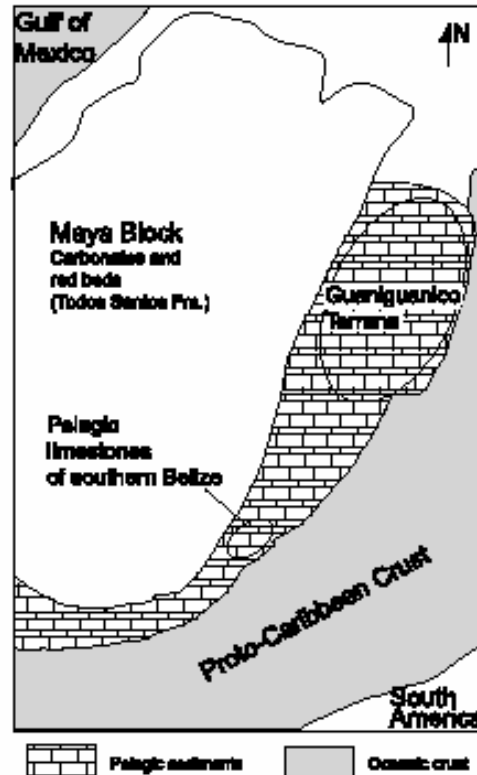 Gulf of
Mexico
N
Maya Block
Carbonates and
red beds
(Todos Santos Fm.)
Guaniguanico
Terrane
Pelagic
limestones
of southern Belize
Proto-Caribbean Crust
South
America
Pelagic sediments
Oceanic crust